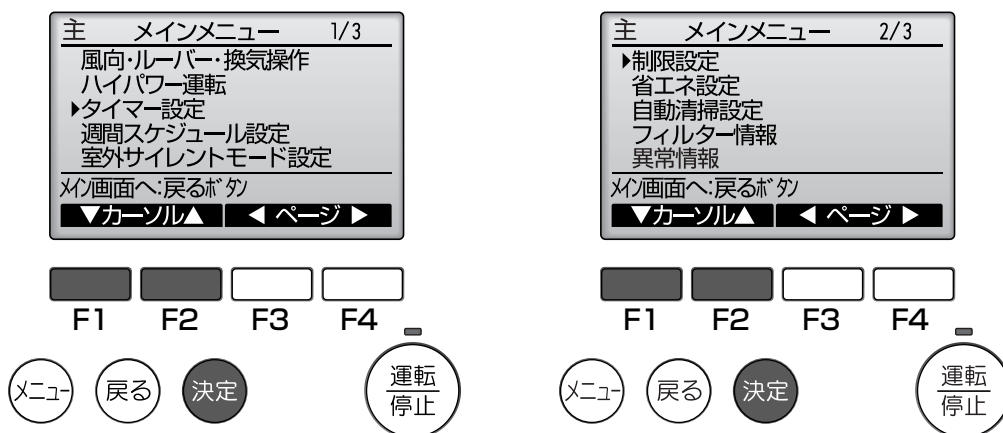 主 メインメニュー 1/3
風向・ルーバー・換気操作
ハイパワー運転
▶タイマー設定
週間スケジュール設定
室外サイレントモード設定
メイン画面へ:戻るボタン
▼カーソル▲ ◀ ページ ▶
F1 F2 F3 F4
メニュー 戻る 決定 運転
停止
主 メインメニュー 2/3
▶制限設定
省エネ設定
自動清掃設定
フィルター情報
異常情報
メイン画面へ:戻るボタン
▼カーソル▲ ◀ ページ ▶
F1 F2 F3 F4
メニュー 戻る 決定 運転
停止